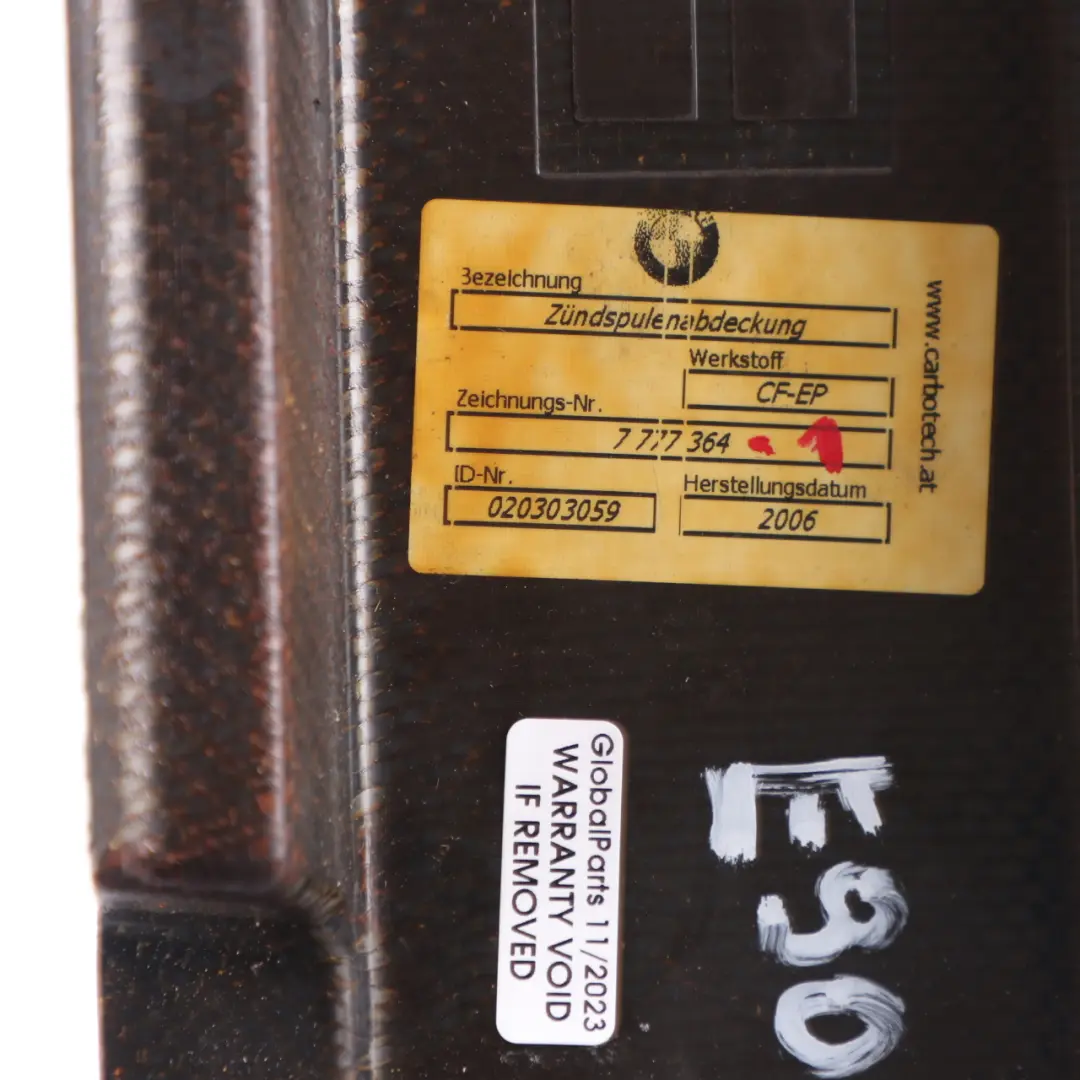 Bezeichnung
Zündspulenabdeckung
Werkstoff
CF-EP
Zeichnungs-Nr.
7 777 364 - 1
ID-Nr.
020303059
Herstellungsdatum
2006
www.carbotech.at
GlobalParts 11/2023
WARRANTY VOID
IF REMOVED
E90